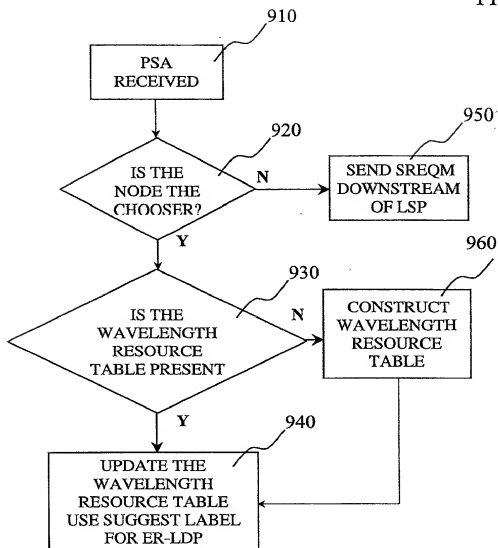 910
PSA
RECEIVED
920
IS THE
NODE THE
CHOOSER?
N
950
SEND SREQM
DOWNSTREAM
OF LSP
Y
930
IS THE
WAVELENGTH
RESOURCE
TABLE PRESENT
N
960
CONSTRUCT
WAVELENGTH
RESOURCE
TABLE
Y
940
UPDATE THE
WAVELENGTH
RESOURCE TABLE
USE SUGGEST LABEL
FOR ER-LDP